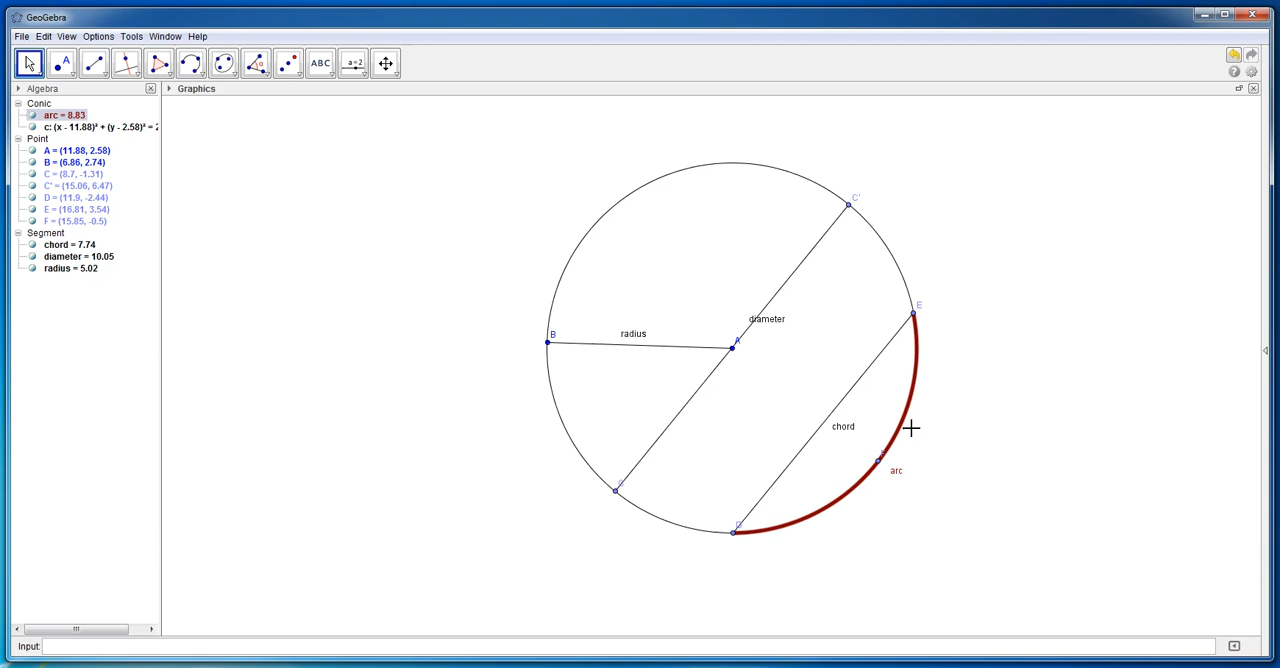 GeoGebra
File Edit View Options Tools Window Help
A
α
ABC
a=2
Algebra
Graphics
Conic
arc = 8.83
c: (x - 11.88)² + (y - 2.58)² =
Point
A = (11.88, 2.58)
B = (6.86, 2.74)
C = (8.7, -1.31)
C' = (15.06, 6.47)
D = (11.9, -2.44)
E = (16.81, 3.54)
F = (15.85, -0.5)
Segment
chord = 7.74
diameter = 10.05
radius = 5.02
C'
E
diameter
B
radius
A
chord
arc
C
D
Input: